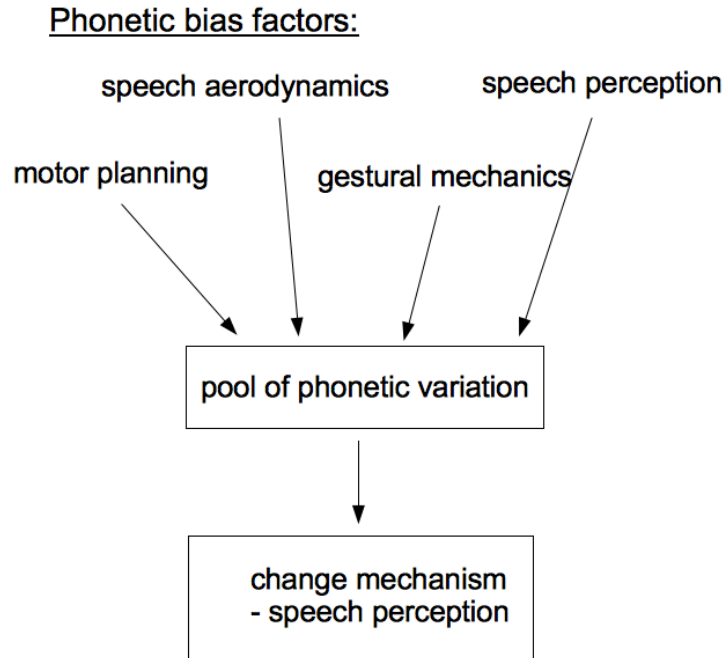 Phonetic bias factors:
speech aerodynamics
speech perception
motor planning
gestural mechanics
pool of phonetic variation
change mechanism
- speech perception